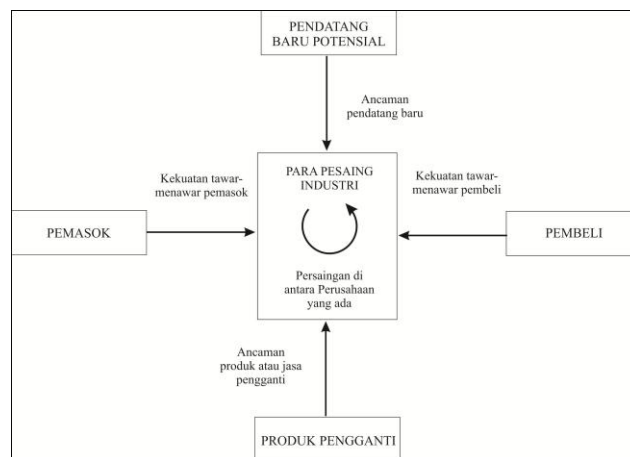 PENDATANG
BARU POTENSIAL
Ancaman
pendatang baru
PARA PESAING
INDUSTRI
Kekuatan tawar-
menawar pemasok
Kekuatan tawar-
menawar pembeli
PEMASOK
PEMBELI
Persaingan di
antara Perusahaan
yang ada
Ancaman
produk atau jasa
pengganti
PRODUK PENGGANTI